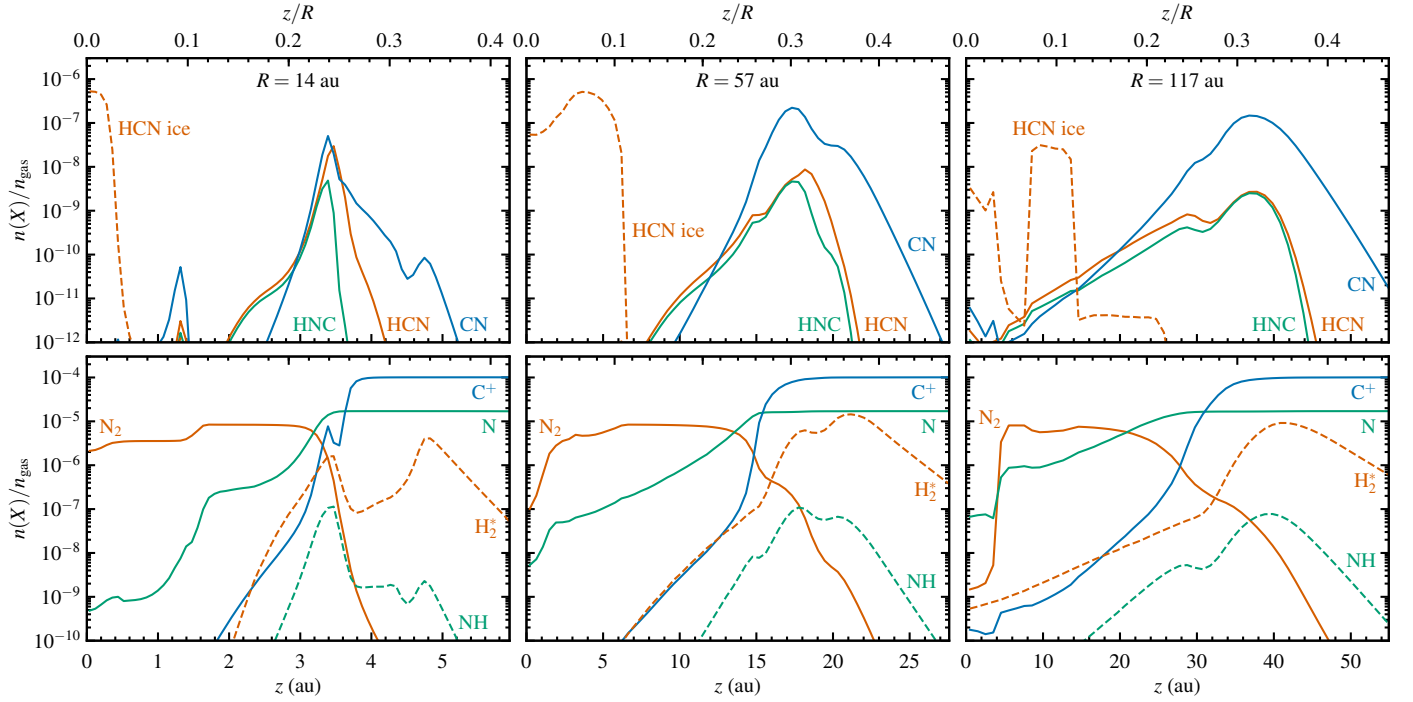 z/R z/R z/R
0.0 0.1 0.2 0.3 0.4 0.0 0.1 0.2 0.3 0.4 0.0 0.1 0.2 0.3 0.4
R = 14 au R = 57 au R = 117 au
n(X)/n_gas
10^−6
10^−7
10^−8
10^−9
10^−10
10^−11
10^−12
HCN ice
HNC
HCN
CN
HCN ice
CN
HNC
HCN
HCN ice
CN
HNC
HCN
n(X)/n_gas
10^−4
10^−5
10^−6
10^−7
10^−8
10^−9
10^−10
N₂
C⁺
N
H₂*
NH
N₂
C⁺
N
H₂*
NH
N₂
C⁺
N
H₂*
NH
0 1 2 3 4 5 0 5 10 15 20 25 0 10 20 30 40 50
z (au) z (au) z (au)